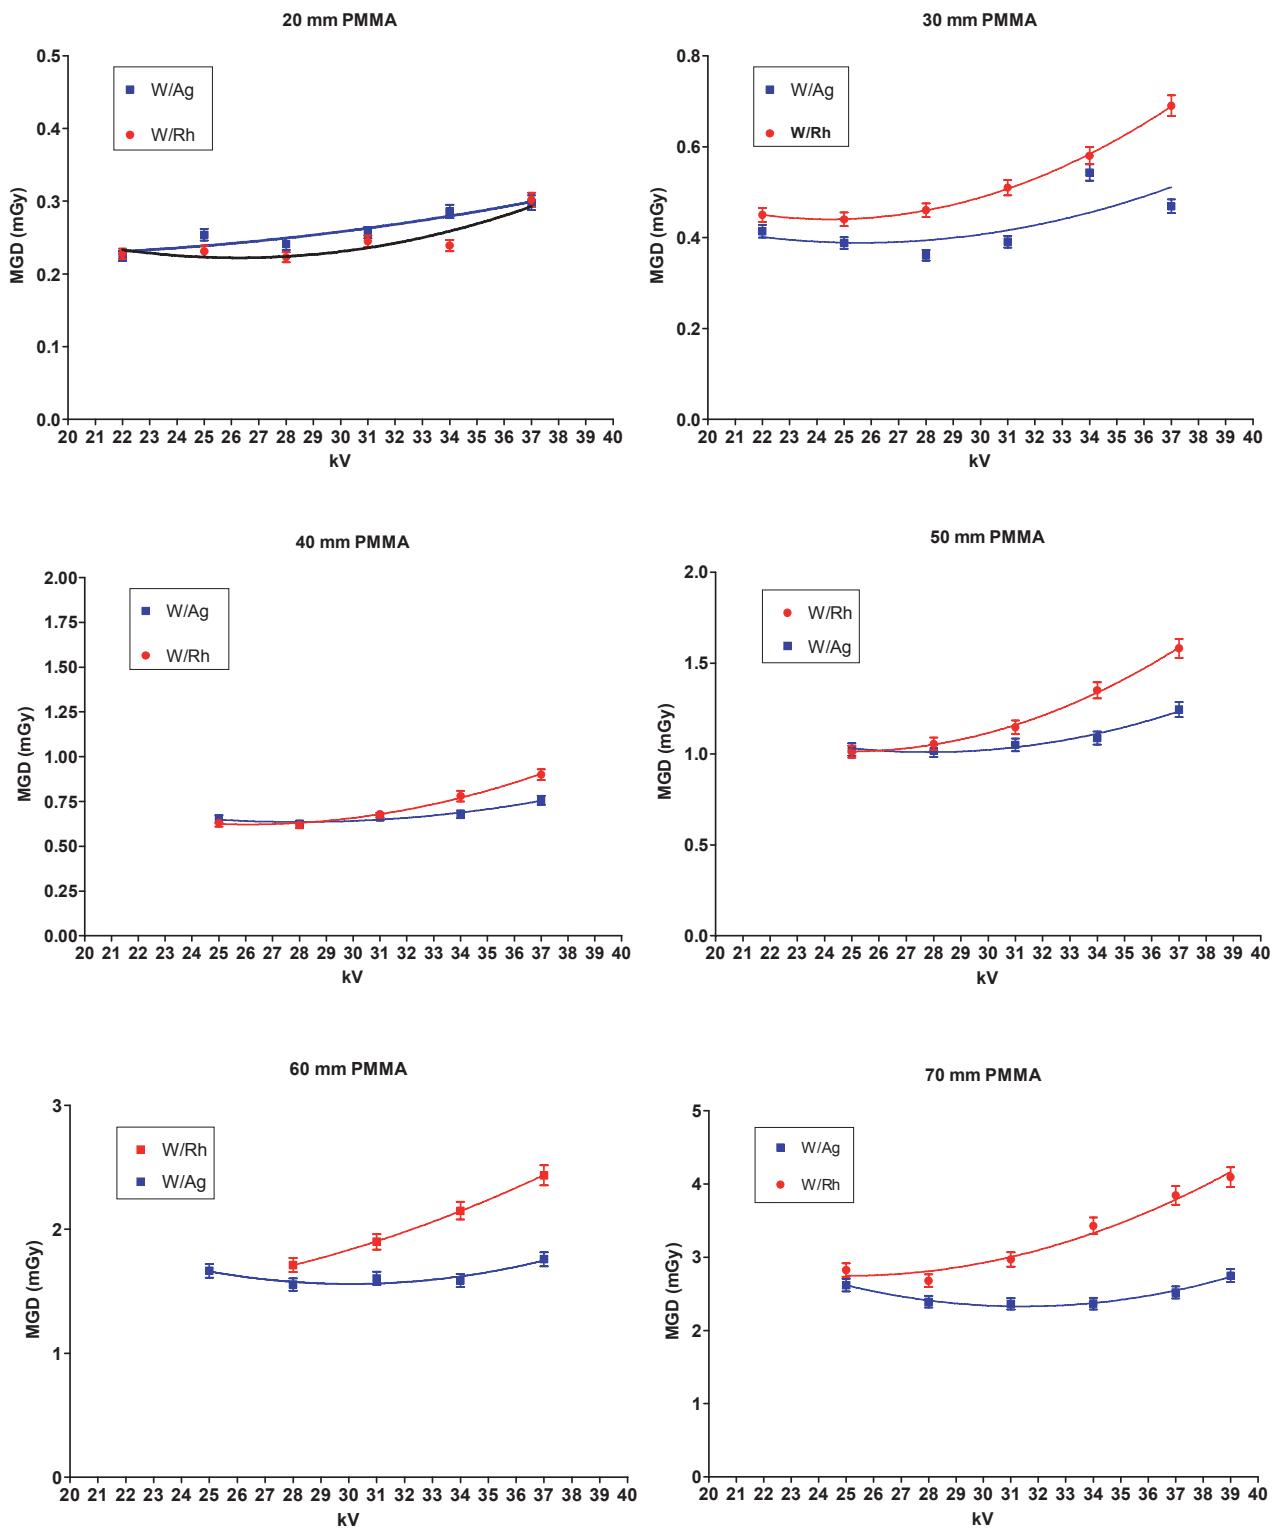 20 mm PMMA
0.5
0.4
0.3
0.2
0.1
0.0
MGD (mGy)
W/Ag
W/Rh
20 21 22 23 24 25 26 27 28 29 30 31 32 33 34 35 36 37 38 39 40
kV
30 mm PMMA
0.8
0.6
0.4
0.2
0.0
MGD (mGy)
W/Ag
W/Rh
20 21 22 23 24 25 26 27 28 29 30 31 32 33 34 35 36 37 38 39 40
kV
40 mm PMMA
2.00
1.75
1.50
1.25
1.00
0.75
0.50
0.25
0.00
MGD (mGy)
W/Ag
W/Rh
20 21 22 23 24 25 26 27 28 29 30 31 32 33 34 35 36 37 38 39 40
kV
50 mm PMMA
2.0
1.5
1.0
0.5
0.0
MGD (mGy)
W/Rh
W/Ag
20 21 22 23 24 25 26 27 28 29 30 31 32 33 34 35 36 37 38 39 40
kV
60 mm PMMA
3
2
1
0
MGD (mGy)
W/Rh
W/Ag
20 21 22 23 24 25 26 27 28 29 30 31 32 33 34 35 36 37 38 39 40
kV
70 mm PMMA
5
4
3
2
1
0
MGD (mGy)
W/Ag
W/Rh
20 21 22 23 24 25 26 27 28 29 30 31 32 33 34 35 36 37 38 39 40
kV